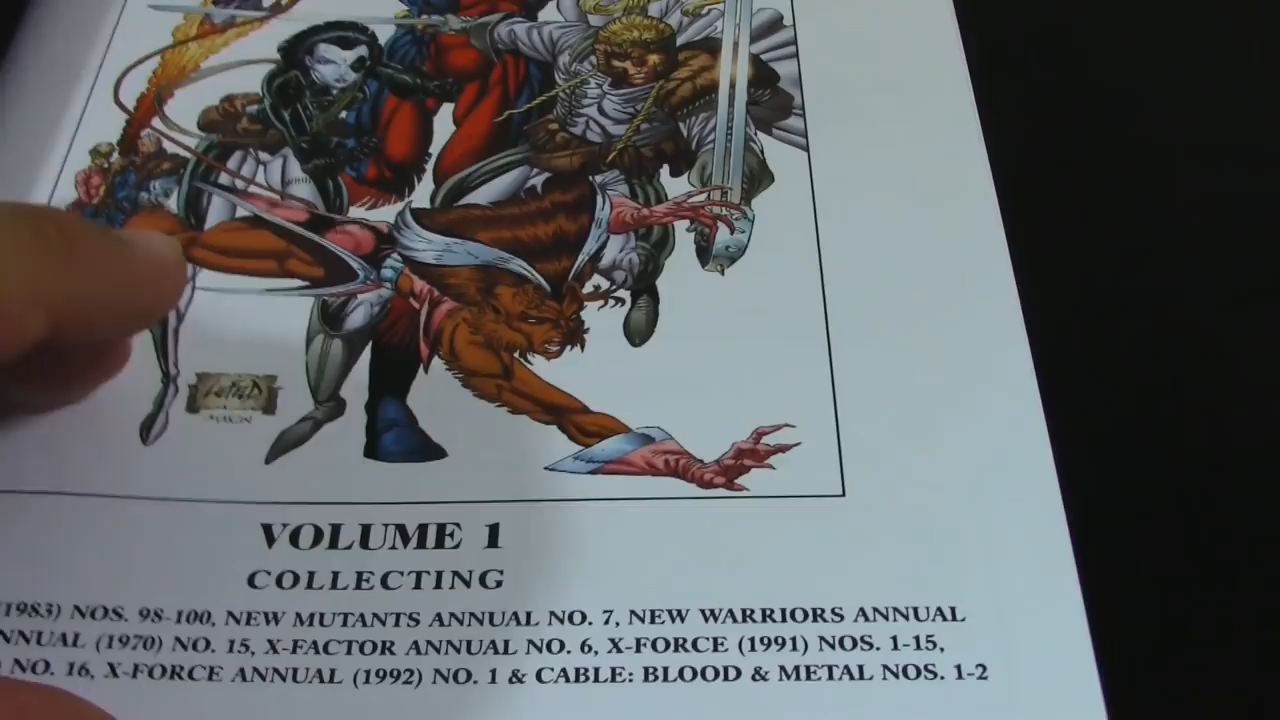 LIEFELD
VOLUME 1
COLLECTING
1983) NOS. 98-100, NEW MUTANTS ANNUAL NO. 7, NEW WARRIORS ANNUAL
NNUAL (1970) NO. 15, X-FACTOR ANNUAL NO. 6, X-FORCE (1991) NOS. 1-15,
) NO. 16, X-FORCE ANNUAL (1992) NO. 1 & CABLE: BLOOD & METAL NOS. 1-2